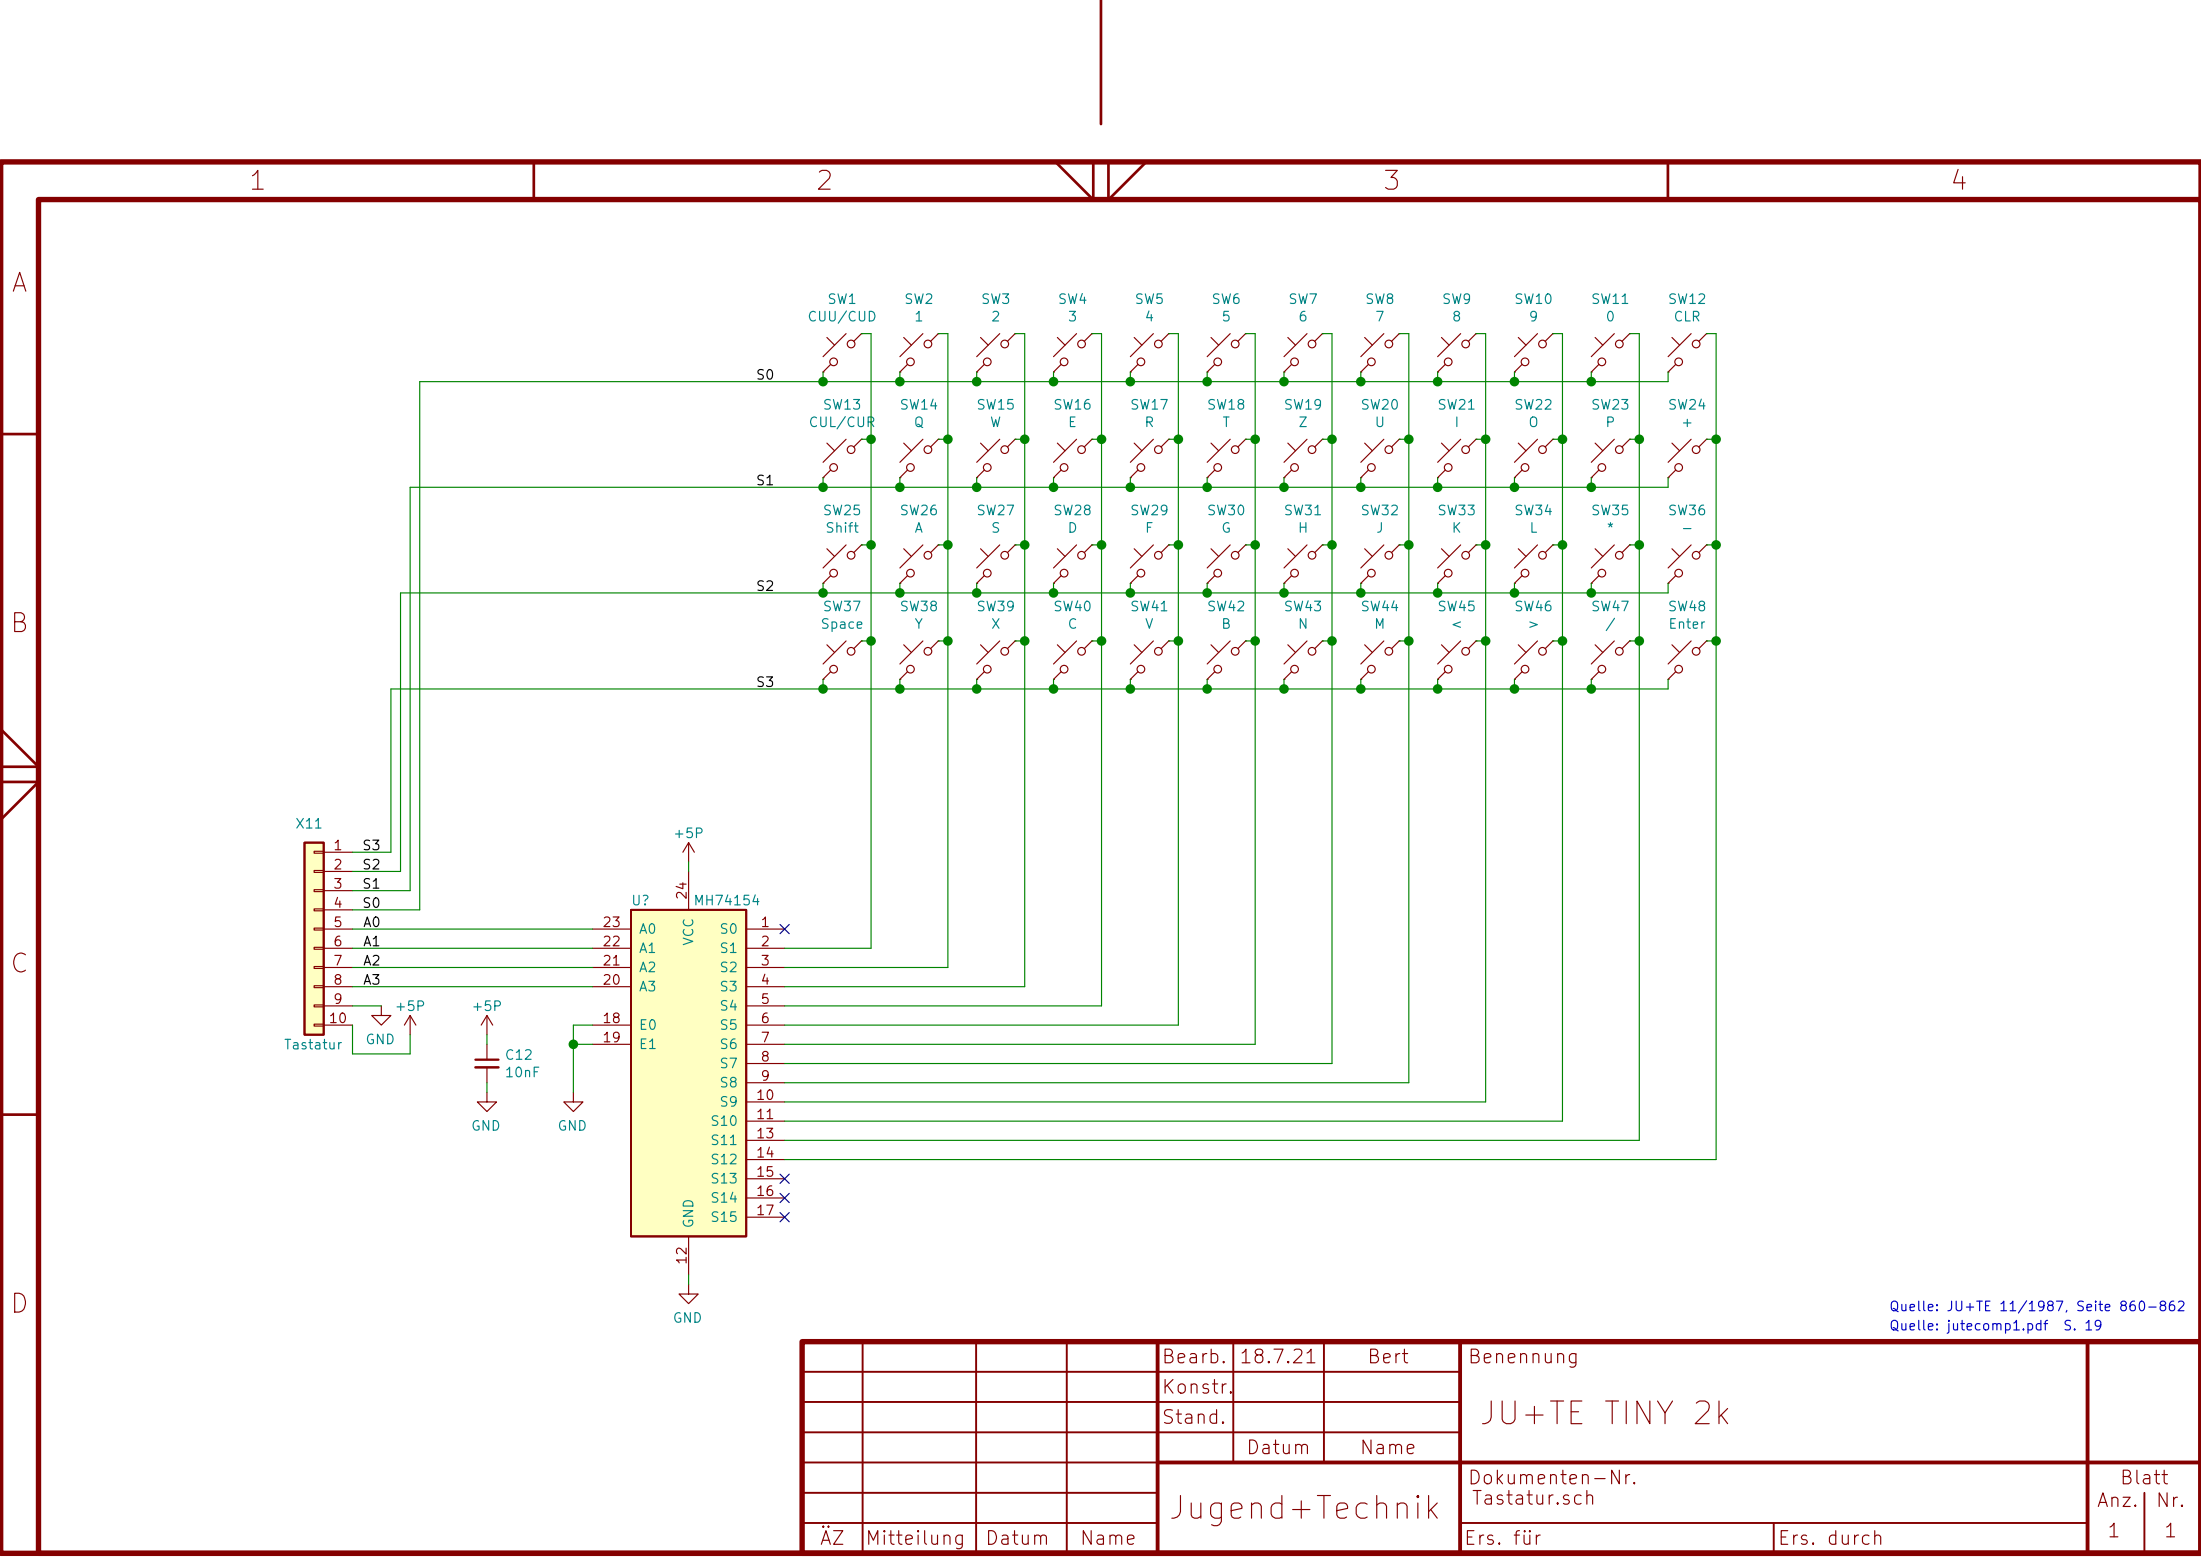 1 2 3 4
A
B
C
D
SW1 SW2 SW3 SW4 SW5 SW6 SW7 SW8 SW9 SW10 SW11 SW12
CUU/CUD 1 2 3 4 5 6 7 8 9 0 CLR
S0
SW13 SW14 SW15 SW16 SW17 SW18 SW19 SW20 SW21 SW22 SW23 SW24
CUL/CUR Q W E R T Z U I O P +
S1
SW25 SW26 SW27 SW28 SW29 SW30 SW31 SW32 SW33 SW34 SW35 SW36
Shift A S D F G H J K L * -
S2
SW37 SW38 SW39 SW40 SW41 SW42 SW43 SW44 SW45 SW46 SW47 SW48
Space Y X C V B N M < > / Enter
S3
X11
1 S3
2 S2
3 S1
4 S0
5 A0
6 A1
7 A2
8 A3
9
10
Tastatur
GND
+5P
+5P
C12
10nF
GND
GND
+5P
24
U? MH74154
VCC
23 A0 S0 1
22 A1 S1 2
21 A2 S2 3
20 A3 S3 4
S4 5
18 E0 S5 6
19 E1 S6 7
S7 8
S8 9
S9 10
S10 11
S11 13
S12 14
S13 15
S14 16
S15 17
GND
12
GND
Quelle: JU+TE 11/1987, Seite 860-862
Quelle: jutecomp1.pdf S. 19
Bearb. 18.7.21 Bert
Konstr.
Stand.
Datum Name
Benennung
JU+TE TINY 2k
Jugend+Technik
Dokumenten-Nr.
Tastatur.sch
Blatt
Anz. Nr.
1 1
ÄZ Mitteilung Datum Name
Ers. für Ers. durch